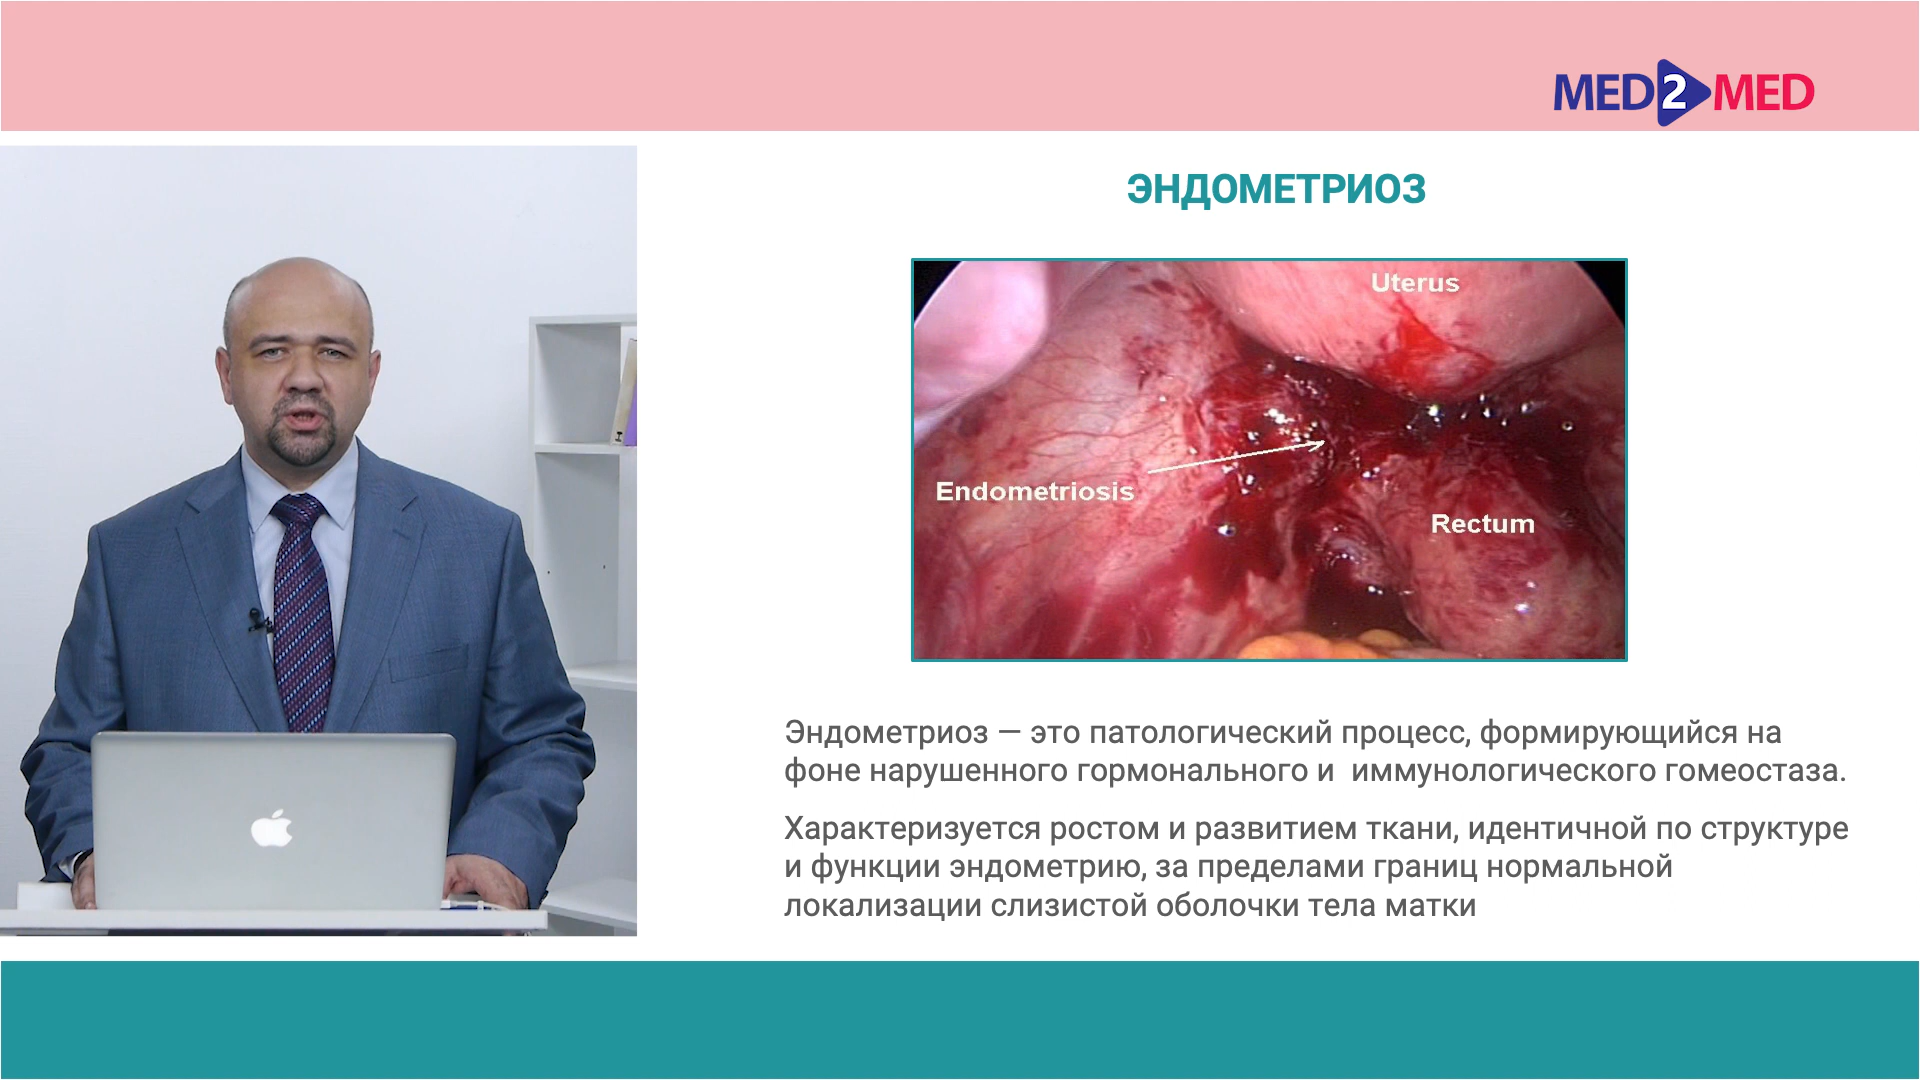 MED2MED
ЭНДОМЕТРИОЗ
Uterus
Endometriosis
Rectum
Эндометриоз — это патологический процесс, формирующийся на
фоне нарушенного гормонального и иммунологического гомеостаза.
Характеризуется ростом и развитием ткани, идентичной по структуре
и функции эндометрию, за пределами границ нормальной
локализации слизистой оболочки тела матки